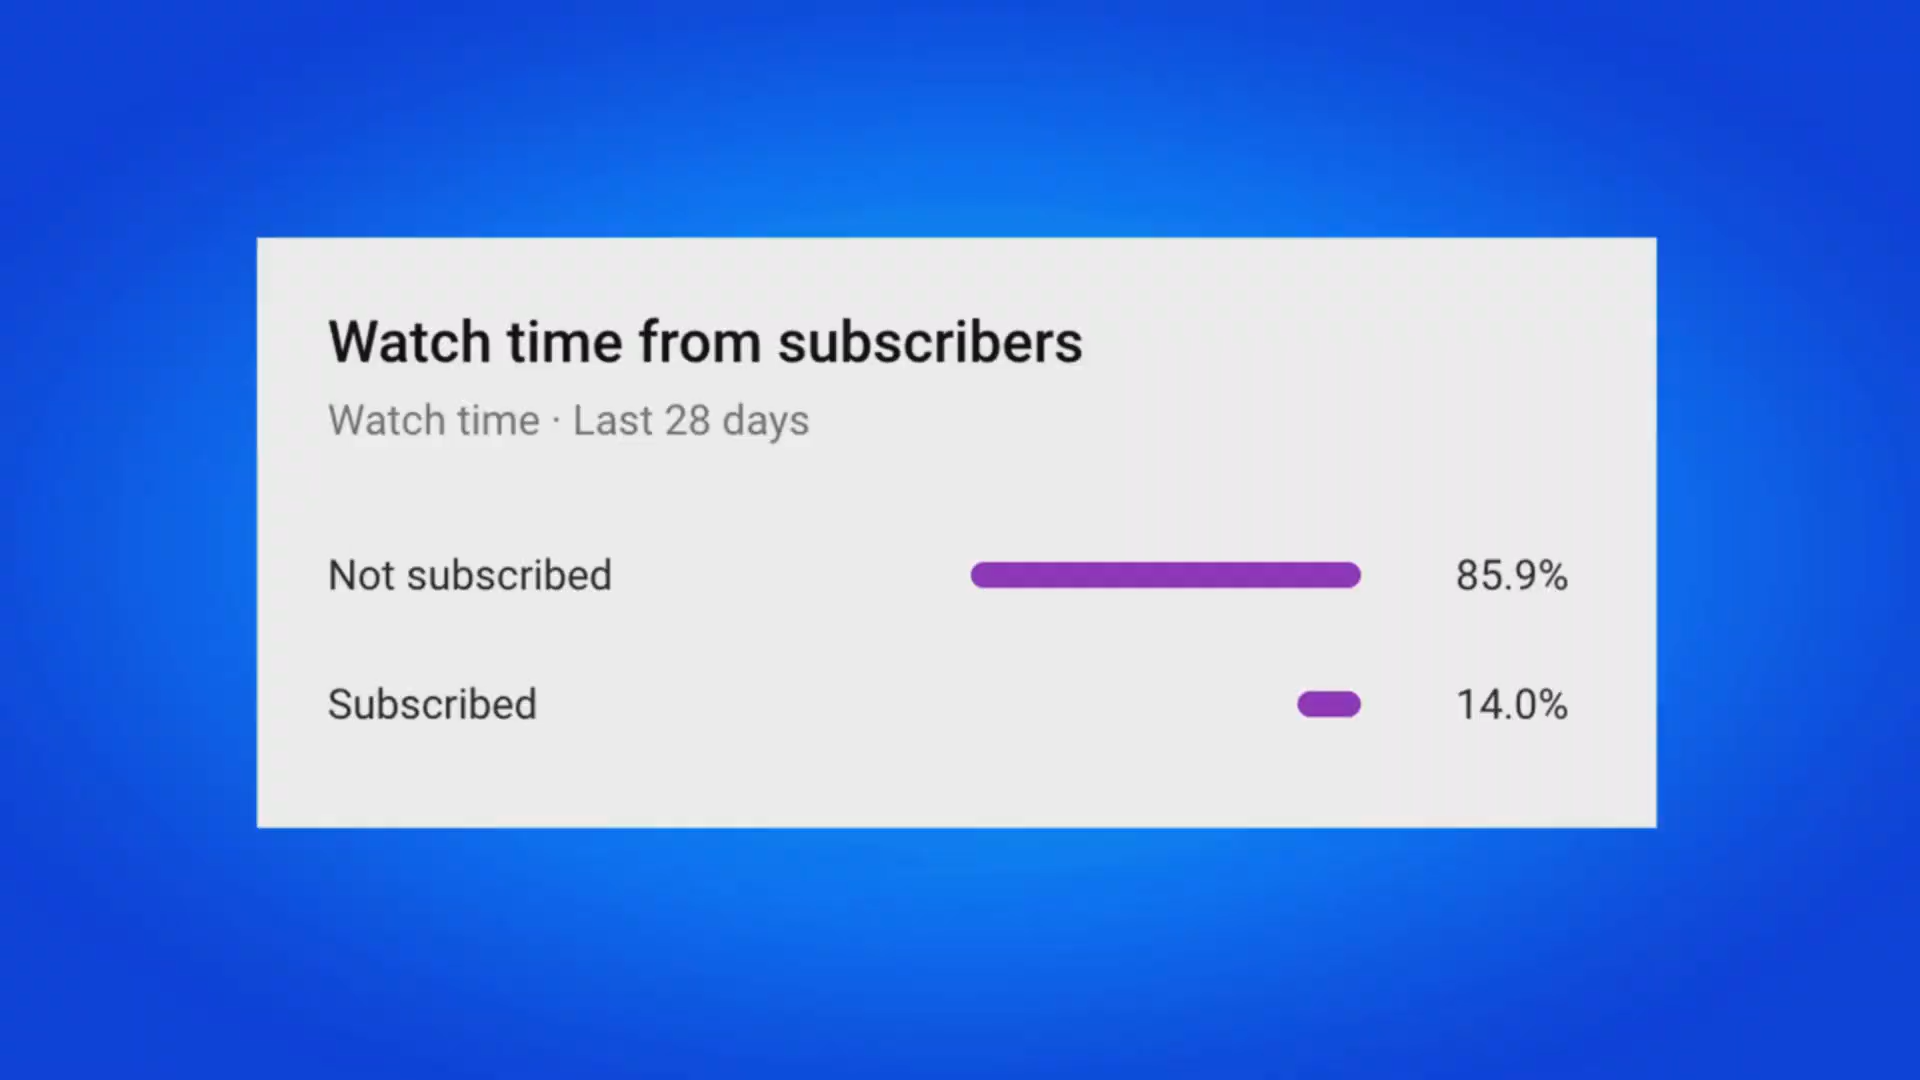 Watch time from subscribers
Watch time · Last 28 days
Not subscribed 85.9%
Subscribed 14.0%